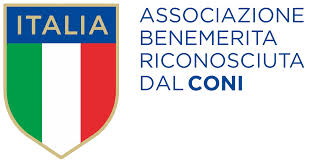 ITALIA
ASSOCIAZIONE
BENEMERITA
RICONOSCIUTA
DAL CONI